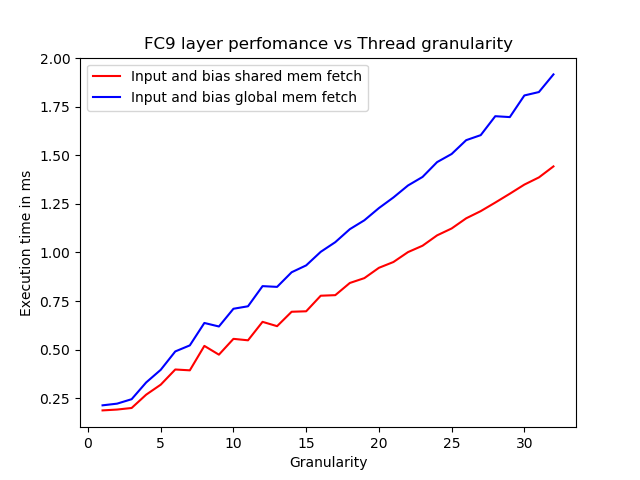 FC9 layer perfomance vs Thread granularity
Input and bias shared mem fetch
Input and bias global mem fetch
Execution time in ms
2.00
1.75
1.50
1.25
1.00
0.75
0.50
0.25
0 5 10 15 20 25 30
Granularity